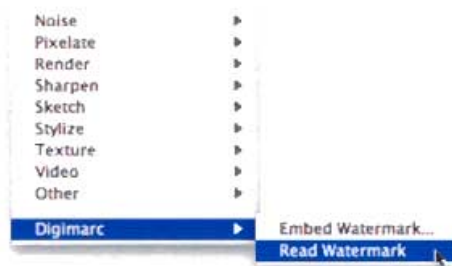 Noise
Pixelate
Render
Sharpen
Sketch
Stylize
Texture
Video
Other
Digimarc
Embed Watermark...
Read Watermark